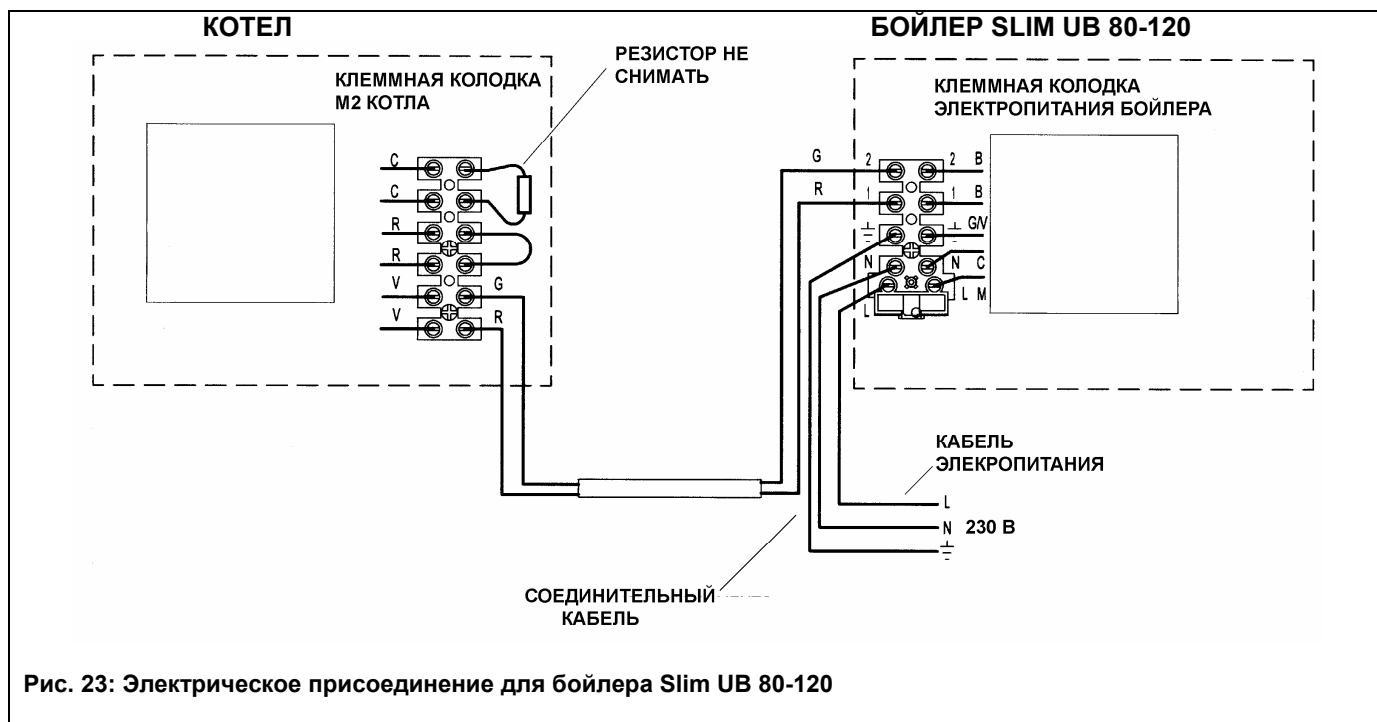 КОТЕЛ
БОЙЛЕР SLIM UB 80-120
РЕЗИСТОР НЕ
СНИМАТЬ
КЛЕММНАЯ КОЛОДКА
М2 КОТЛА
КЛЕММНАЯ КОЛОДКА
ЭЛЕКТРОПИТАНИЯ БОЙЛЕРА
C
C
R
R
V
V
G
R
G
R
2
1
N
L
2 B
1 B
G/V
N C
L M
КАБЕЛЬ
ЭЛЕКРОПИТАНИЯ
L
N 230 В
СОЕДИНИТЕЛЬНЫЙ
КАБЕЛЬ
Рис. 23: Электрическое присоединение для бойлера Slim UB 80-120